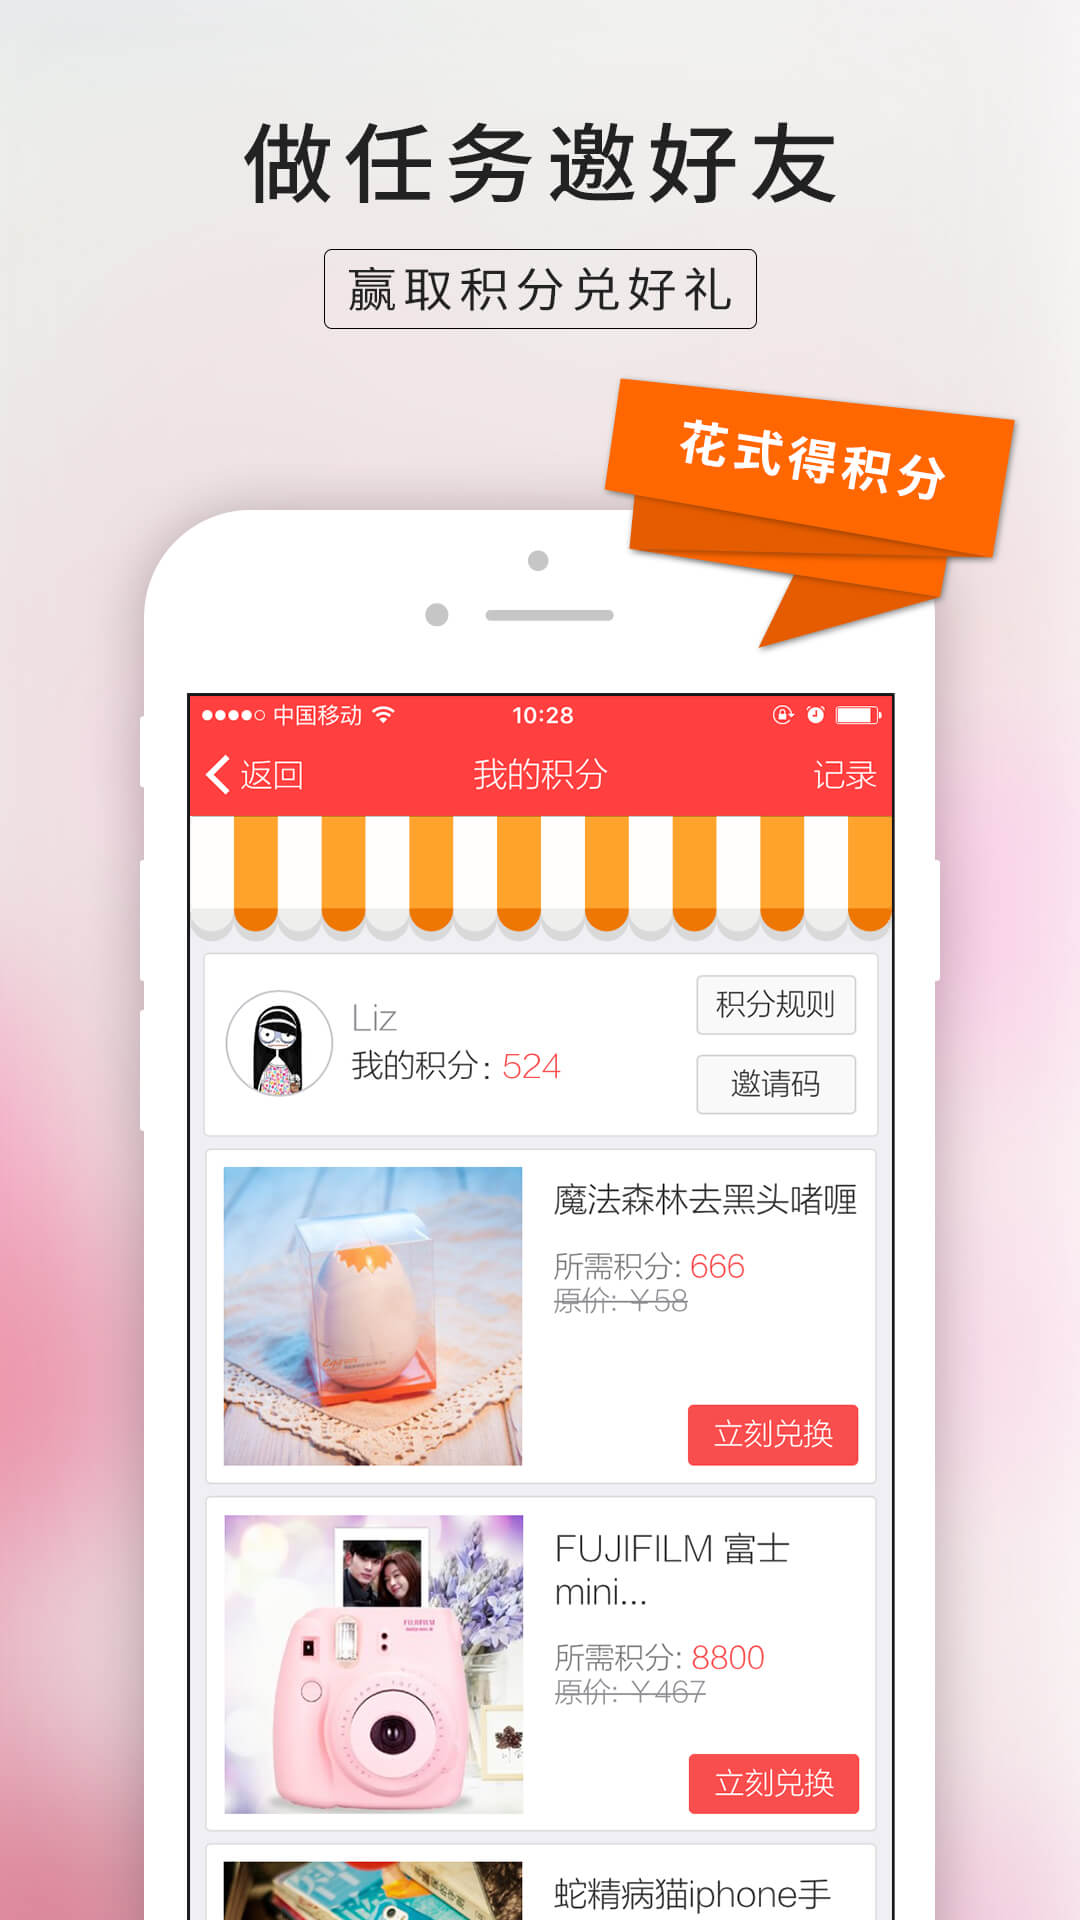 做任务邀好友
赢取积分兑好礼
花式得积分
中国移动 10:28
返回 我的积分 记录
Liz
我的积分: 524
积分规则
邀请码
魔法森林去黑头啫喱
所需积分: 666
原价: ￥58
立刻兑换
FUJIFILM 富士
mini...
所需积分: 8800
原价: ￥467
立刻兑换
FUJIFILM
蛇精病猫iphone手